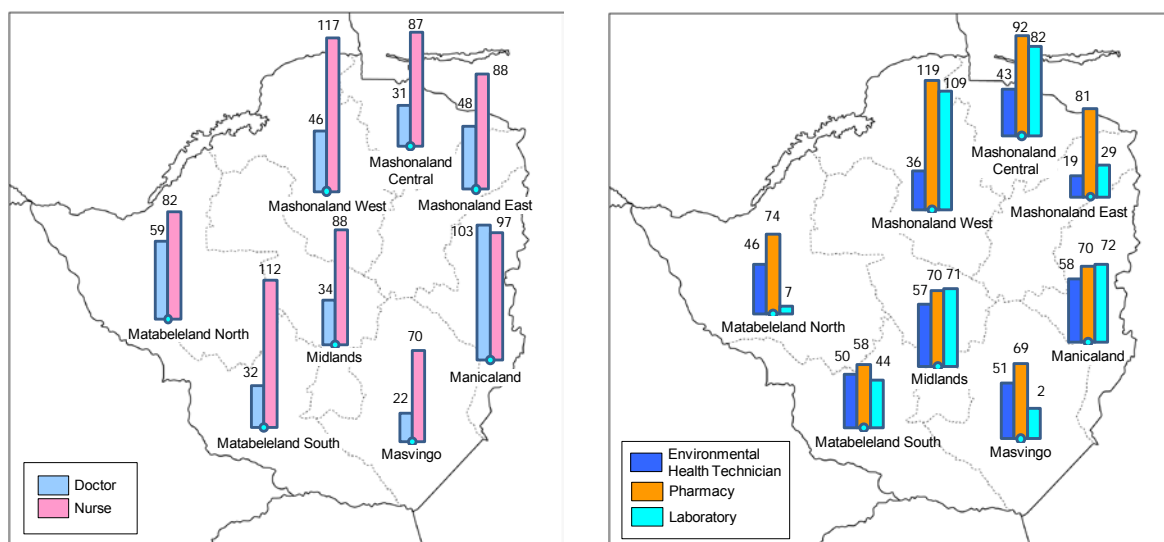 117
87
88
31
48
46
Mashonaland
Central
Mashonaland East
Mashonaland West
82
59
88
103
97
112
34
Matabeleland North
Midlands
70
Manicaland
32
22
Matabeleland South
Masvingo
Doctor
Nurse
92
82
43
119
109
81
36
19
29
Mashonaland
Central
Mashonaland East
Mashonaland West
74
46
7
58
70
72
57
70
71
Matabeleland North
Manicaland
58
50
44
Midlands
69
51
2
Matabeleland South
Masvingo
Environmental
Health Technician
Pharmacy
Laboratory